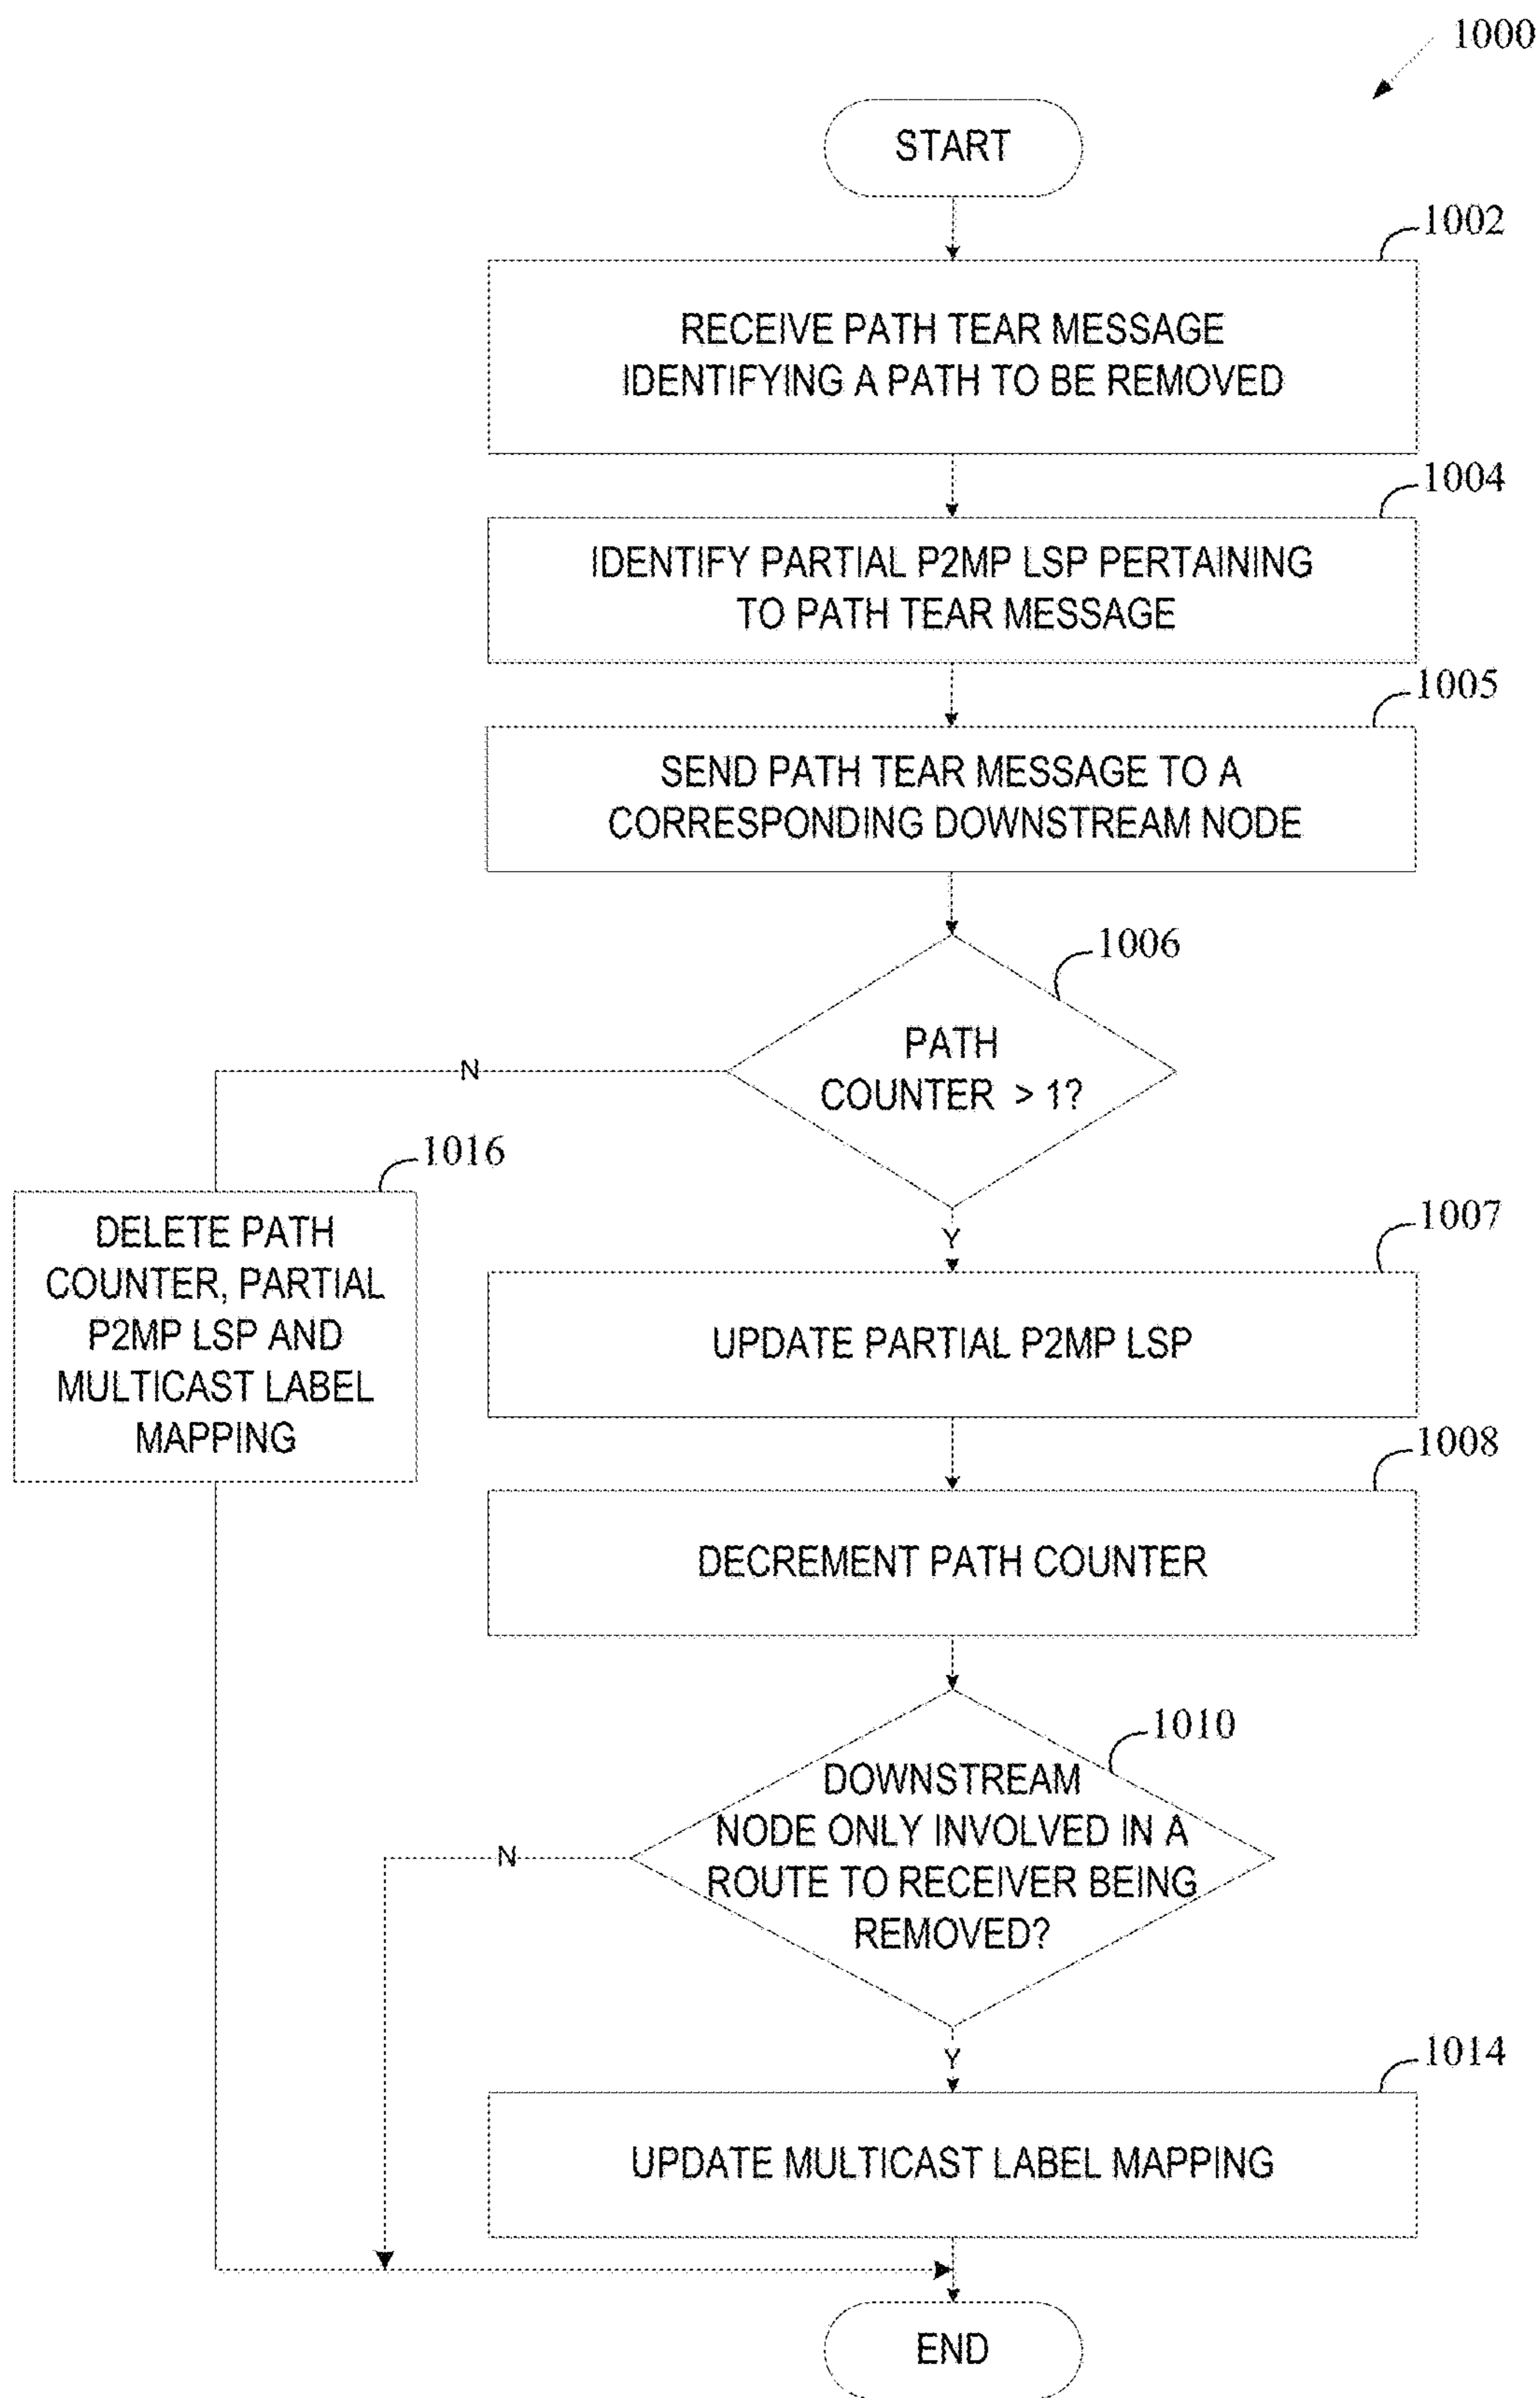 1000
START
1002
RECEIVE PATH TEAR MESSAGE
IDENTIFYING A PATH TO BE REMOVED
1004
IDENTIFY PARTIAL P2MP LSP PERTAINING
TO PATH TEAR MESSAGE
1005
SEND PATH TEAR MESSAGE TO A
CORRESPONDING DOWNSTREAM NODE
1006
PATH
COUNTER > 1?
N
1016
DELETE PATH
COUNTER, PARTIAL
P2MP LSP AND
MULTICAST LABEL
MAPPING
Y
1007
UPDATE PARTIAL P2MP LSP
1008
DECREMENT PATH COUNTER
1010
DOWNSTREAM
NODE ONLY INVOLVED IN A
ROUTE TO RECEIVER BEING
REMOVED?
N
Y
1014
UPDATE MULTICAST LABEL MAPPING
END